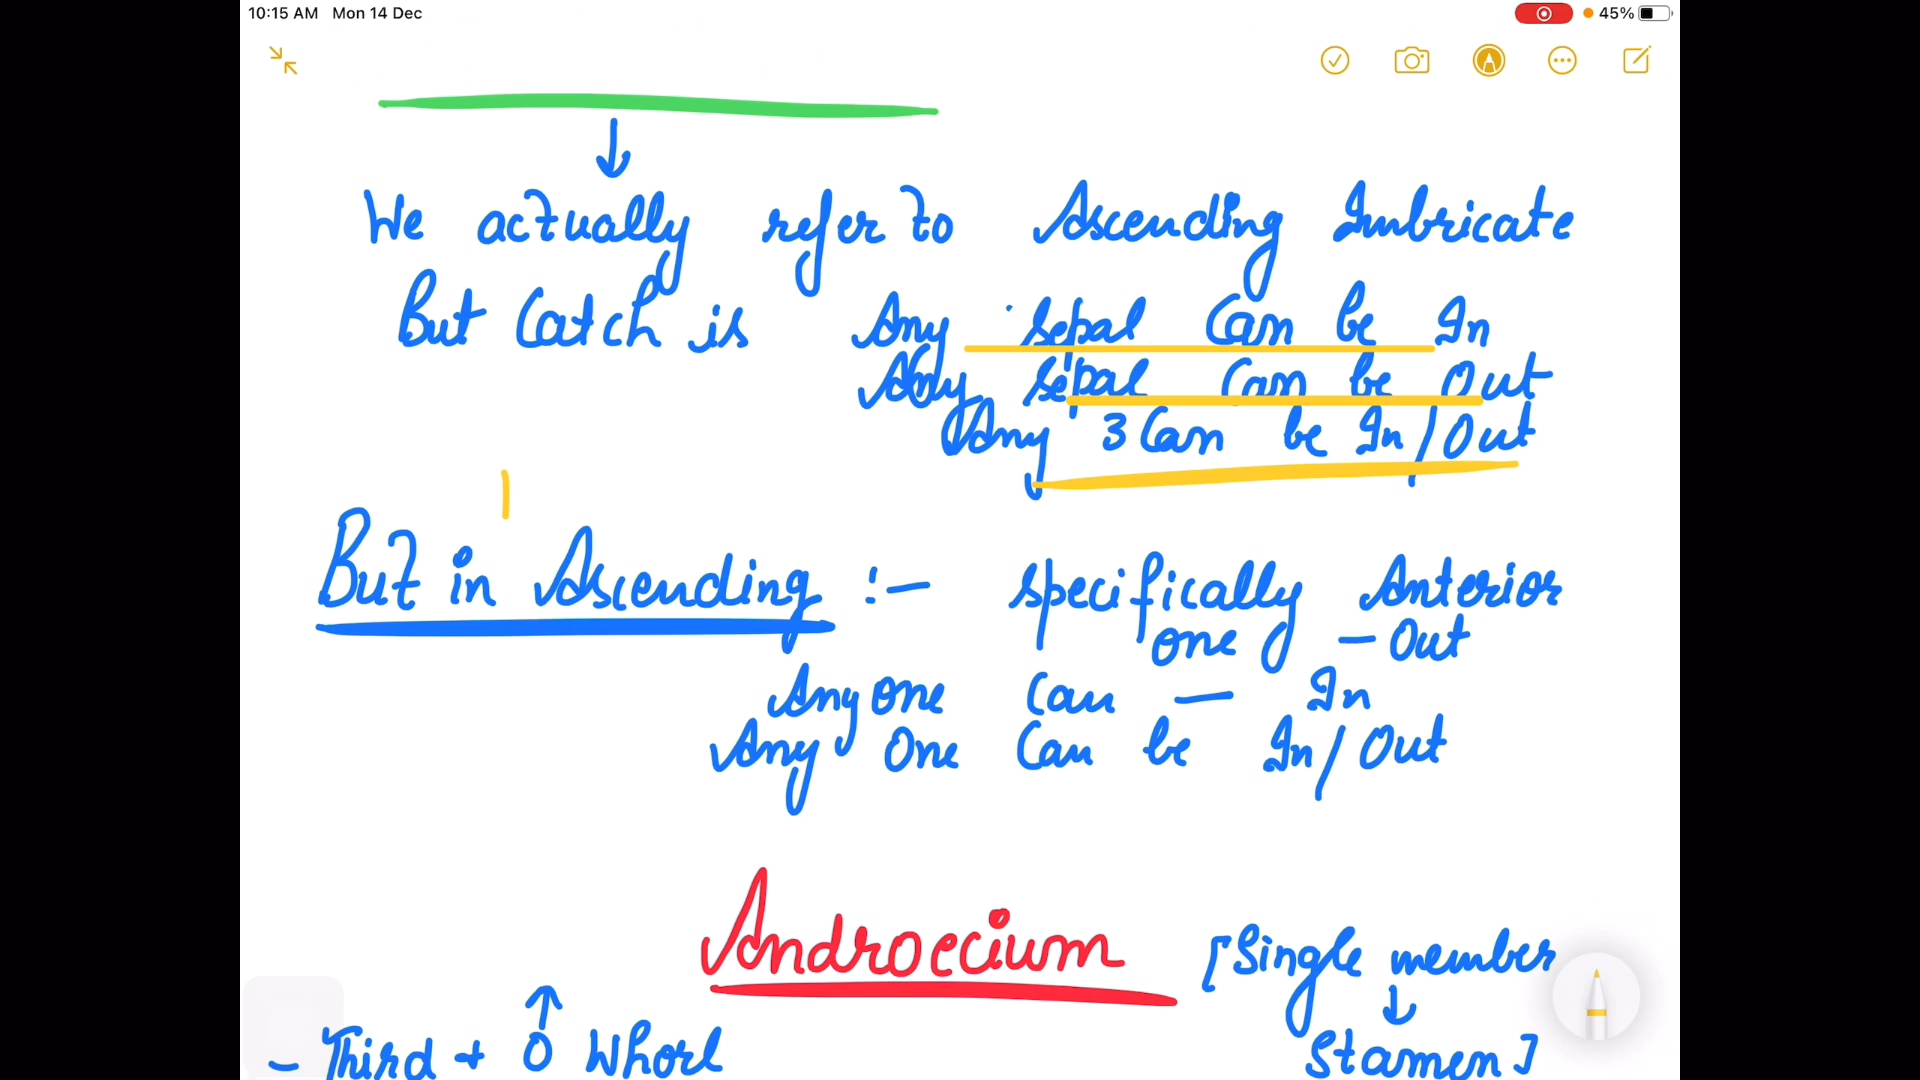 10:15 AM Mon 14 Dec
45%
We actually refer to Ascending Imbricate
But Catch is Any sepal Can be In
Any sepal Can be Out
Any 3 Can be In/Out
But in Ascending :- specifically Anterior
one - Out
Anyone Can - In
Any One Can be In/Out
Androecium [Single member
- Third + Whorl Stamen]